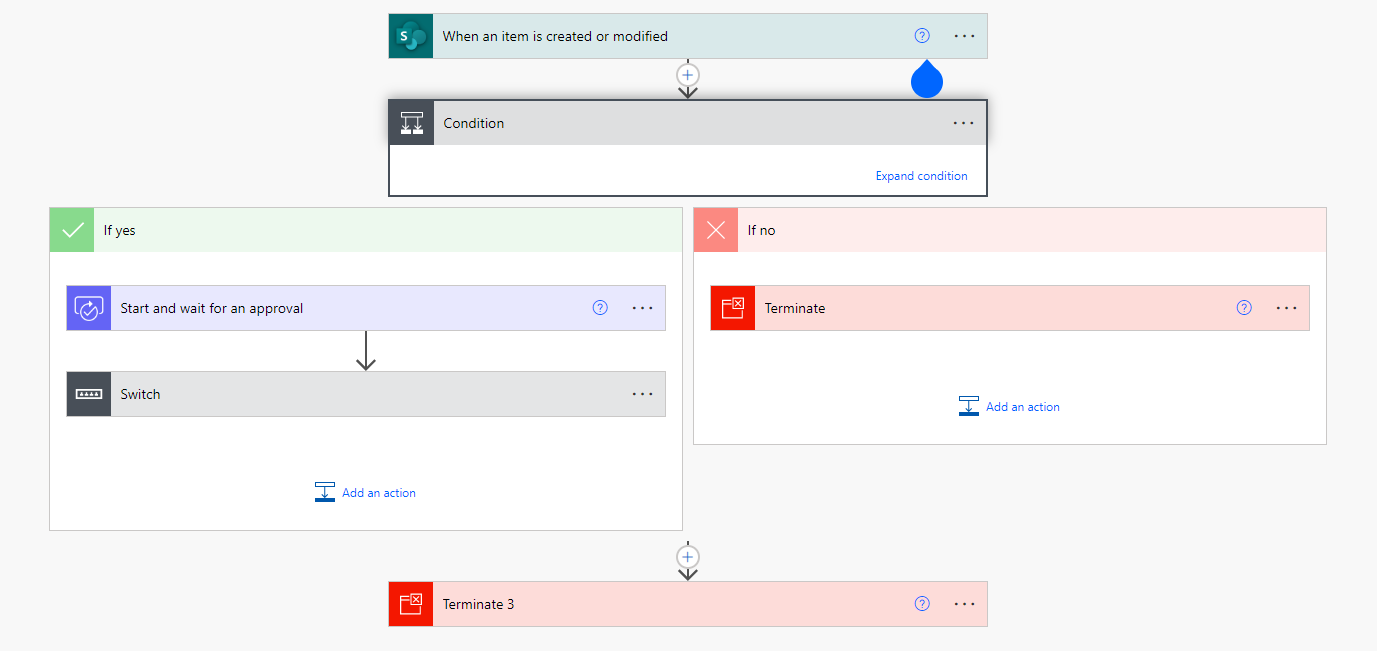 When an item is created or modified
Condition
Expand condition
If yes
Start and wait for an approval
Switch
Add an action
If no
Terminate
Add an action
Terminate 3